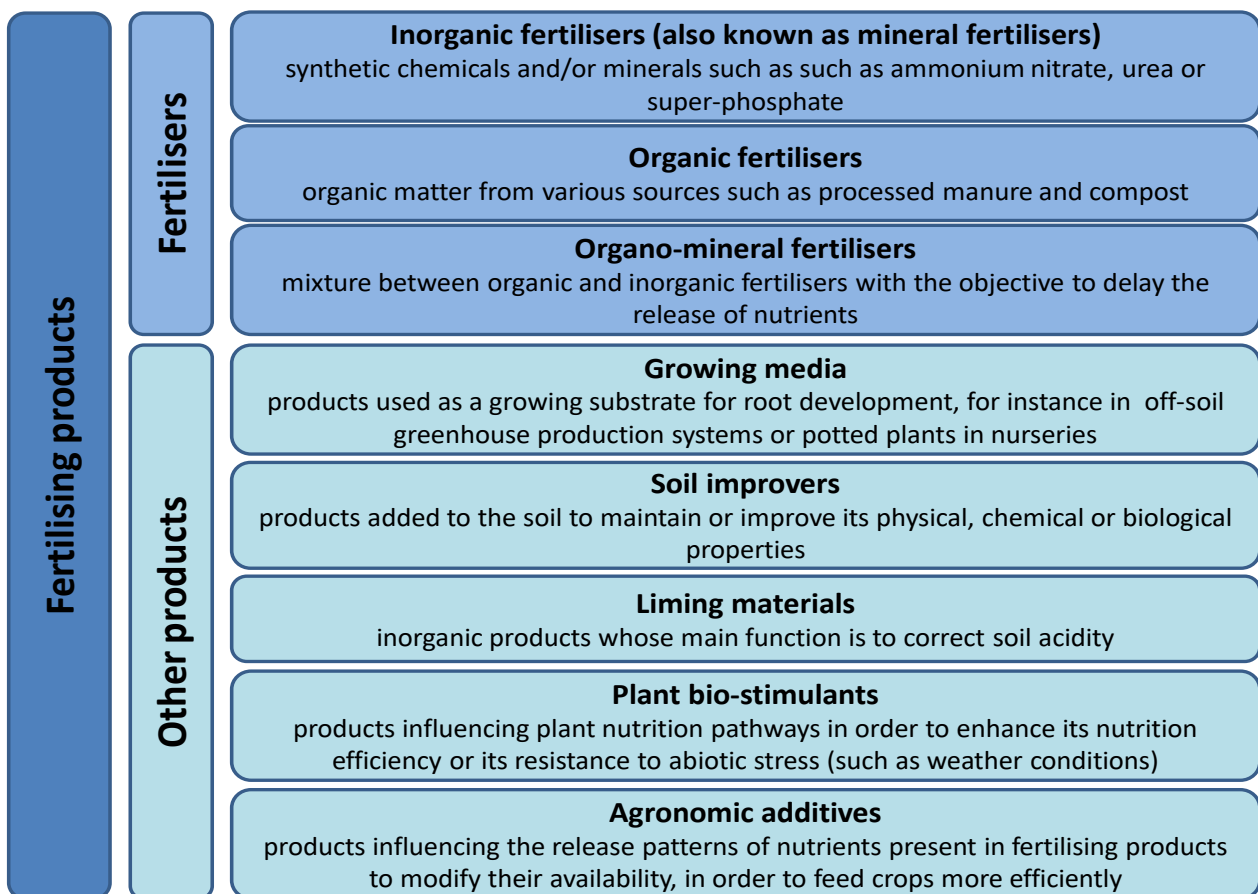 Fertilising products
Fertilisers
Inorganic fertilisers (also known as mineral fertilisers)
synthetic chemicals and/or minerals such as such as ammonium nitrate, urea or
super-phosphate
Organic fertilisers
organic matter from various sources such as processed manure and compost
Organo-mineral fertilisers
mixture between organic and inorganic fertilisers with the objective to delay the
release of nutrients
Other products
Growing media
products used as a growing substrate for root development, for instance in off-soil
greenhouse production systems or potted plants in nurseries
Soil improvers
products added to the soil to maintain or improve its physical, chemical or biological
properties
Liming materials
inorganic products whose main function is to correct soil acidity
Plant bio-stimulants
products influencing plant nutrition pathways in order to enhance its nutrition
efficiency or its resistance to abiotic stress (such as weather conditions)
Agronomic additives
products influencing the release patterns of nutrients present in fertilising products
to modify their availability, in order to feed crops more efficiently